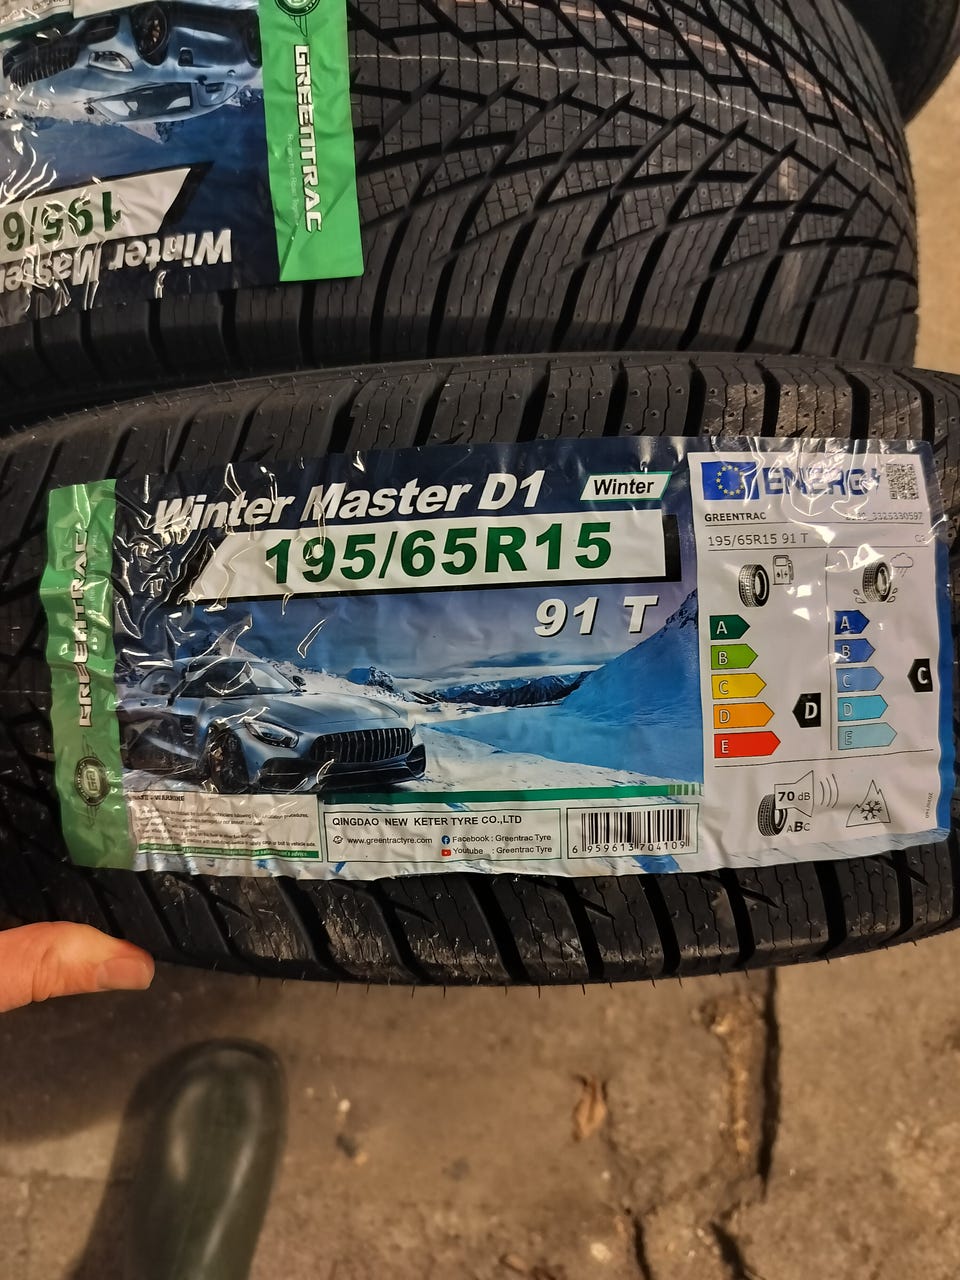 GREENTRAC
195/6
Winter Master
GREENTRAC
Winter Master D1
Winter
195/65R15
91 T
QINGDAO NEW KETER TYRE CO.,LTD
www.greentractyre.com
Facebook : Greentrac Tyre
Youtube : Greentrac Tyre
6 959613 704109
ENERG
GREENTRAC
195/65R15 91 T
C2
A
B
C
D
E
D
A
B
C
D
E
C
70 dB
ABC